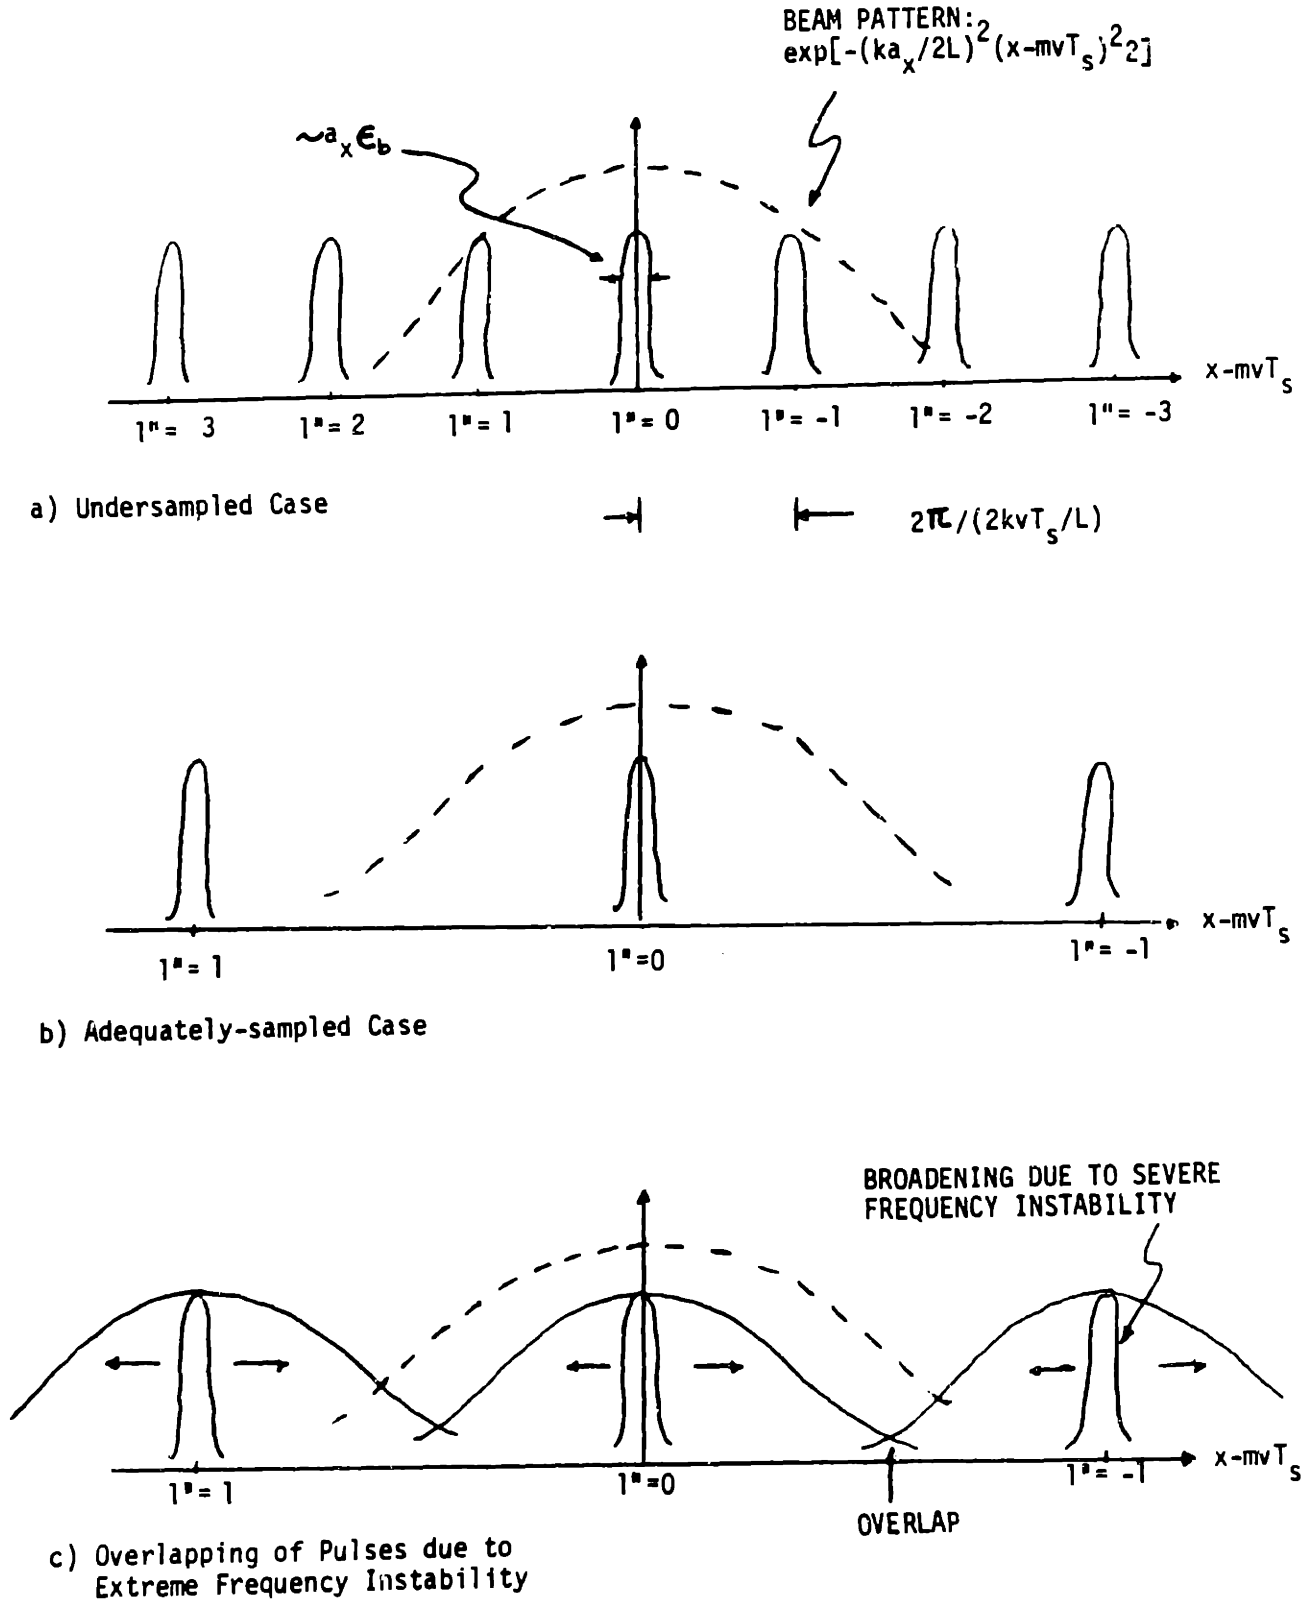 BEAM PATTERN:
exp[-(ka_x/2L)^2(x-mvT_s)^2 2]
~a_x ϵ_b
x-mvT_s
l"= 3 l"= 2 l"= 1 l"= 0 l"= -1 l"= -2 l"= -3
a) Undersampled Case
2π/(2kvT_s/L)
x-mvT_s
l"= 1 l"=0 l"= -1
b) Adequately-sampled Case
BROADENING DUE TO SEVERE
FREQUENCY INSTABILITY
x-mvT_s
l"= 1 l"=0 l"= -1
OVERLAP
c) Overlapping of Pulses due to
Extreme Frequency Instability